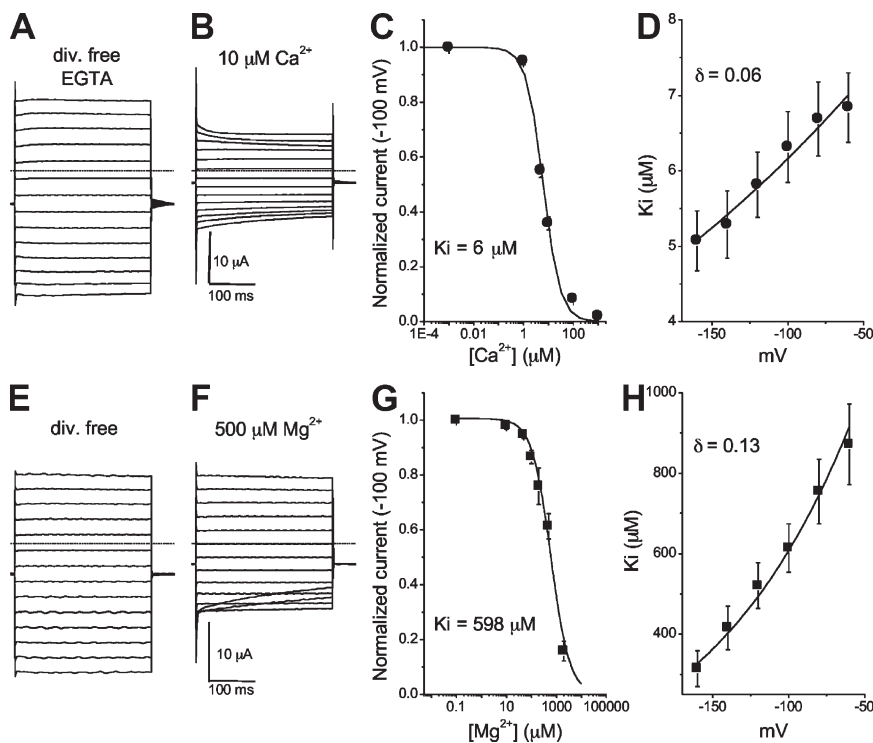 A
div. free
EGTA
B
10 μM Ca2+
10 μA
100 ms
C
Normalized current (-100 mV)
1.0
0.8
0.6
0.4
0.2
0.0
Ki = 6 μM
1E-4 0.01 1 100
[Ca2+] (μM)
D
δ = 0.06
Ki (μM)
8
7
6
5
4
-150 -100 -50
mV
E
div. free
F
500 μM Mg2+
10 μA
100 ms
G
Normalized current (-100 mV)
1.0
0.8
0.6
0.4
0.2
0.0
Ki = 598 μM
0.1 10 1000 100000
[Mg2+] (μM)
H
δ = 0.13
Ki (μM)
1000
800
600
400
-150 -100 -50
mV